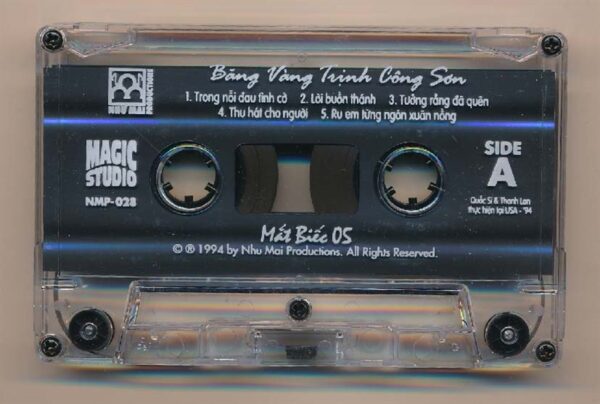 Băng Vàng Trịnh Công Sơn
1. Trong nỗi đau tình cờ 2. Lời buồn thánh 3. Tưởng rằng đã quên
4. Thu hát cho người 5. Ru em từng ngón xuân nồng
NHƯ MAI
PRODUCTIONS
MAGIC
STUDIO
NMP-028
SIDE
A
Quốc Sĩ & Thanh Lan
thực hiện tại USA - '94
Mắt Biếc 05
© ® 1994 by Nhu Mai Productions. All Rights Reserved.